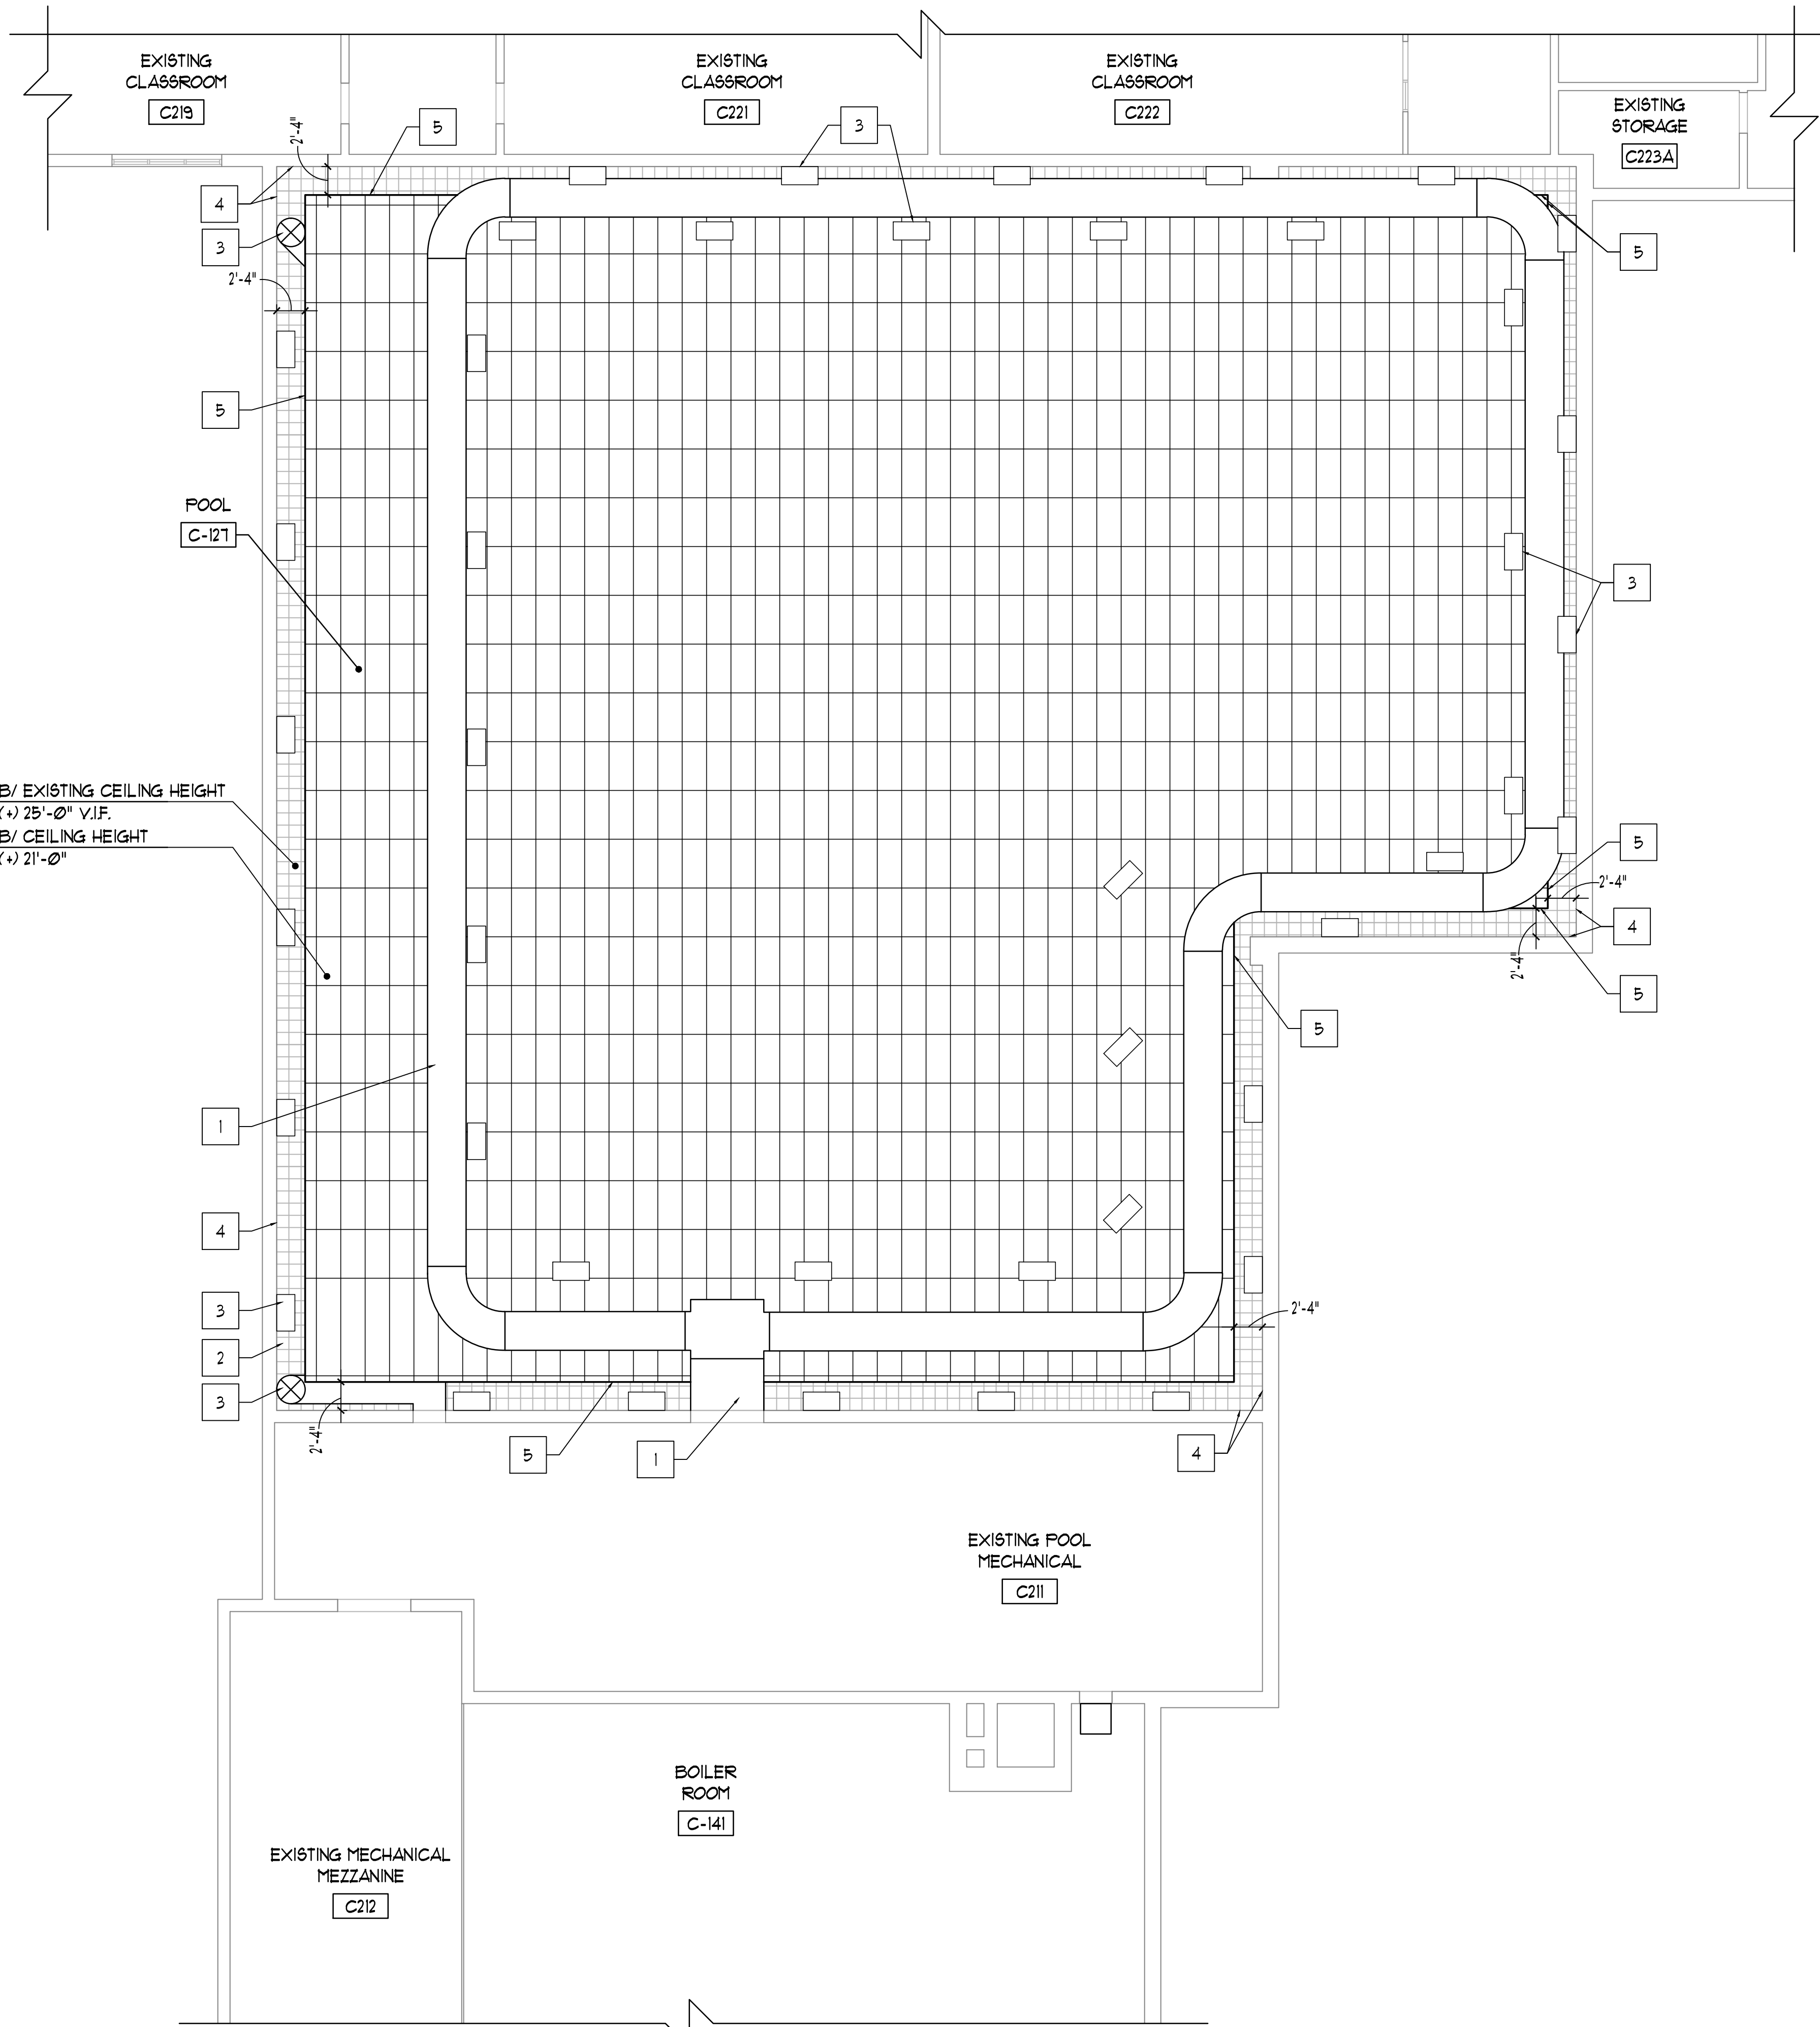 EXISTING
CLASSROOM
C219
EXISTING
CLASSROOM
C221
EXISTING
CLASSROOM
C222
EXISTING
STORAGE
C223A
2'-4"
5
3
4
3
2'-4"
5
5
POOL
C-127
3
B/ EXISTING CEILING HEIGHT
(+) 25'-0" V.I.F.
B/ CEILING HEIGHT
(+) 21'-0"
5
2'-4"
4
2'-4"
5
5
1
4
3
2
3
2'-4"
2'-4"
5
1
4
EXISTING POOL
MECHANICAL
C211
BOILER
ROOM
C-141
EXISTING MECHANICAL
MEZZANINE
C212